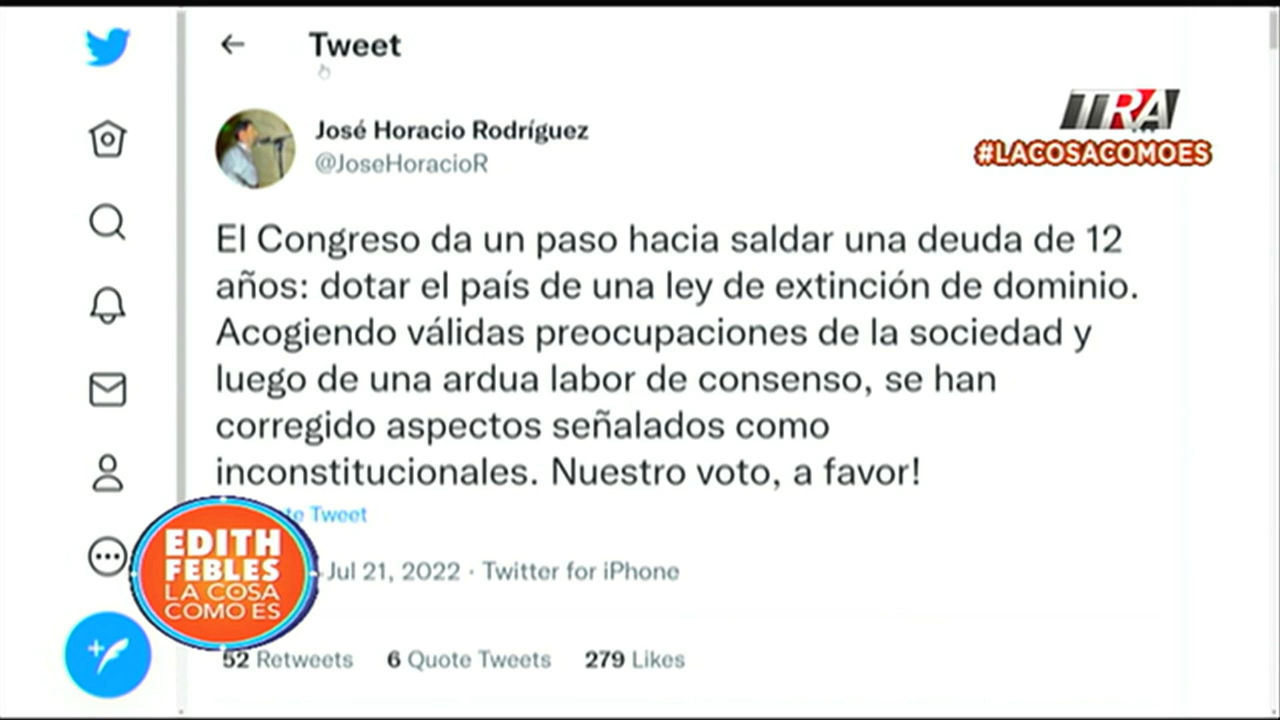 Tweet
José Horacio Rodríguez
@JoseHoracioR
TRA
#LACOSACOMOES
El Congreso da un paso hacia saldar una deuda de 12
años: dotar el país de una ley de extinción de dominio.
Acogiendo válidas preocupaciones de la sociedad y
luego de una ardua labor de consenso, se han
corregido aspectos señalados como
inconstitucionales. Nuestro voto, a favor!
Tweet
EDITH
FEBLES
LA COSA
COMO ES
Jul 21, 2022 · Twitter for iPhone
52 Retweets 6 Quote Tweets 279 Likes